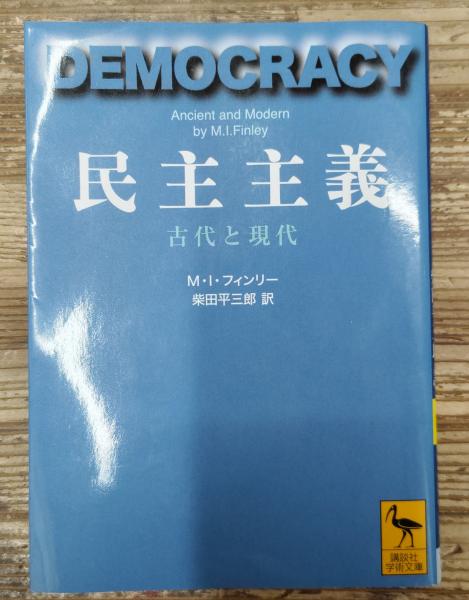 DEMOCRACY
Ancient and Modern
by M.I.Finley
民主主義
古代と現代
M・I・フィンリー
柴田平三郎 訳
講談社
学術文庫